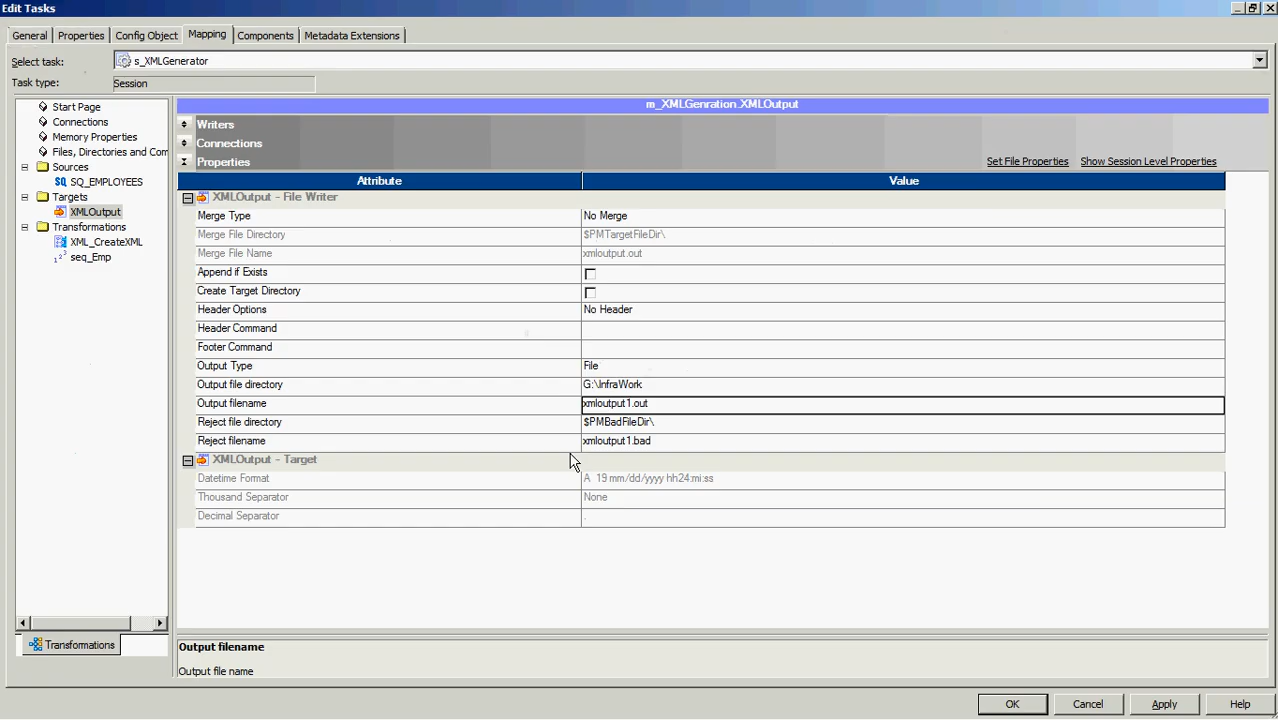 Edit Tasks
General Properties Config Object Mapping Components Metadata Extensions
Select task: s_XMLGenerator
Task type: Session
Start Page
Connections
Memory Properties
Files, Directories and Com
Sources
SQ_EMPLOYEES
Targets
XMLOutput
Transformations
XML_CreateXML
seq_Emp
Transformations
m_XMLGenration.XMLOutput
Writers
Connections
Properties Set File Properties Show Session Level Properties
Attribute Value
XMLOutput - File Writer
Merge Type No Merge
Merge File Directory $PMTargetFileDir\
Merge File Name xmloutput.out
Append if Exists
Create Target Directory
Header Options No Header
Header Command
Footer Command
Output Type File
Output file directory G:\InfraWork
Output filename xmloutput1.out
Reject file directory $PMBadFileDir\
Reject filename xmloutput1.bad
XMLOutput - Target
Datetime Format A 19 mm/dd/yyyy hh24:mi:ss
Thousand Separator None
Decimal Separator .
Output filename
Output file name
OK Cancel Apply Help